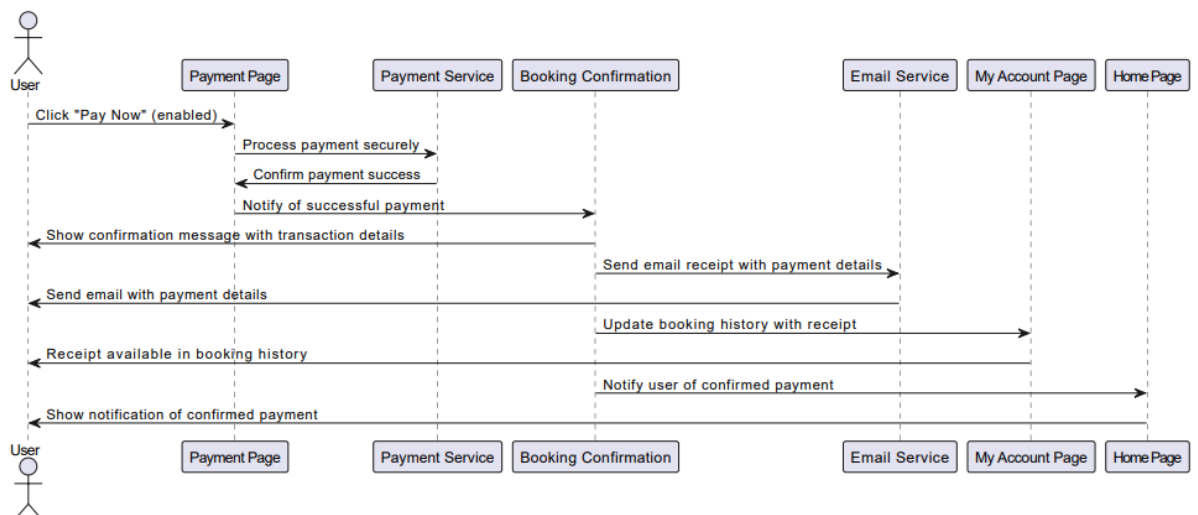 User
Payment Page
Payment Service
Booking Confirmation
Email Service
My Account Page
Home Page
Click "Pay Now" (enabled)
Process payment securely
Confirm payment success
Notify of successful payment
Show confirmation message with transaction details
Send email receipt with payment details
Send email with payment details
Update booking history with receipt
Receipt available in booking history
Notify user of confirmed payment
Show notification of confirmed payment
User
Payment Page
Payment Service
Booking Confirmation
Email Service
My Account Page
Home Page